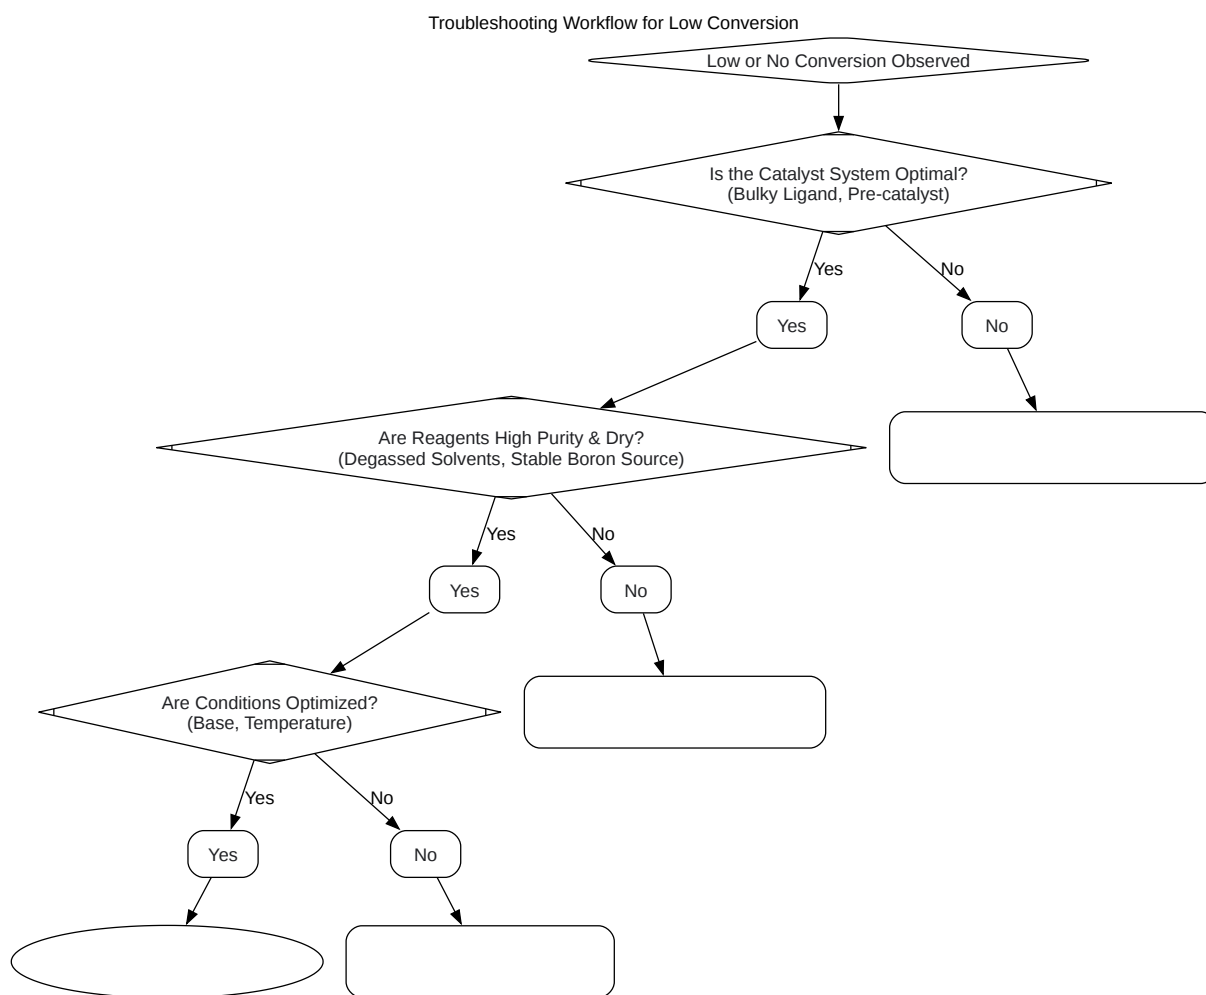 Troubleshooting Workflow for Low Conversion
Low or No Conversion Observed
Is the Catalyst System Optimal?
(Bulky Ligand, Pre-catalyst)
Yes
No
Yes
No
Are Reagents High Purity & Dry?
(Degassed Solvents, Stable Boron Source)
Yes
No
Yes
No
Are Conditions Optimized?
(Base, Temperature)
Yes
No
Yes
No